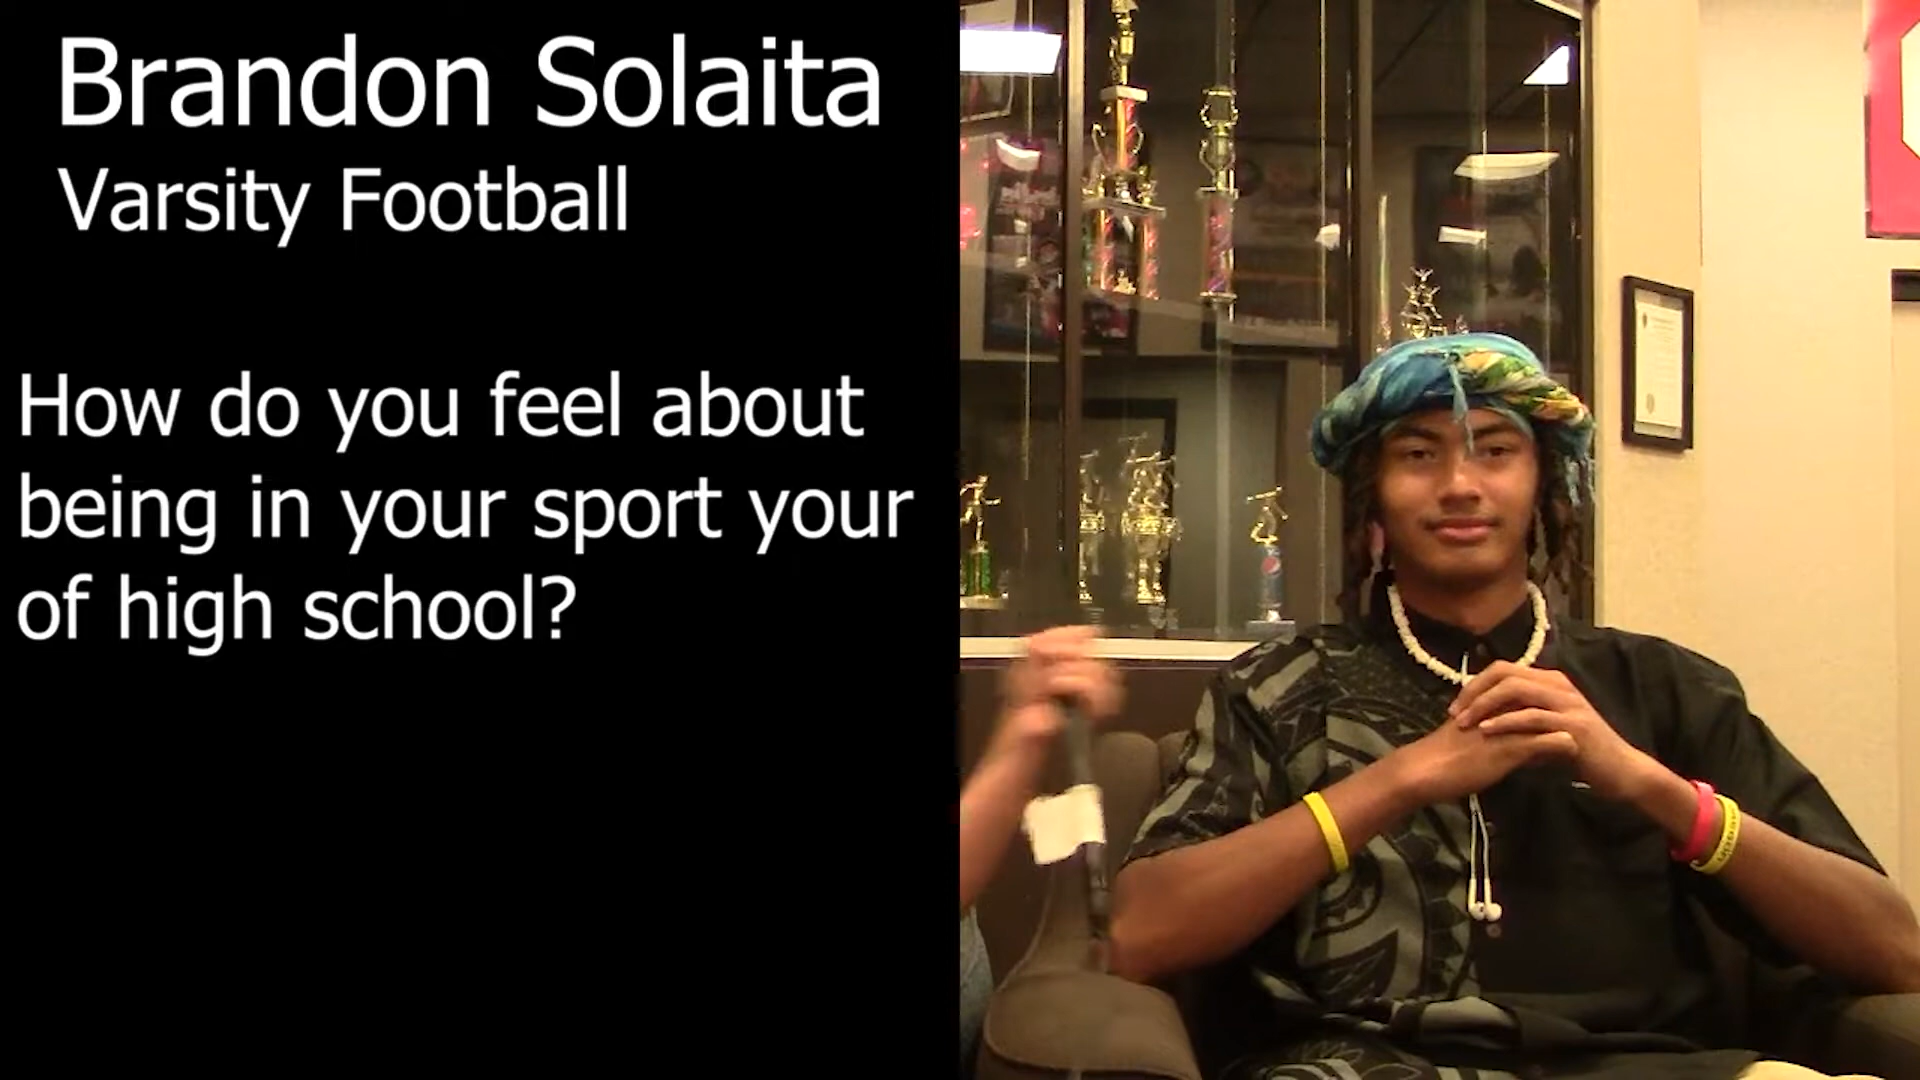 Brandon Solaita
Varsity Football
How do you feel about
being in your sport your
of high school?